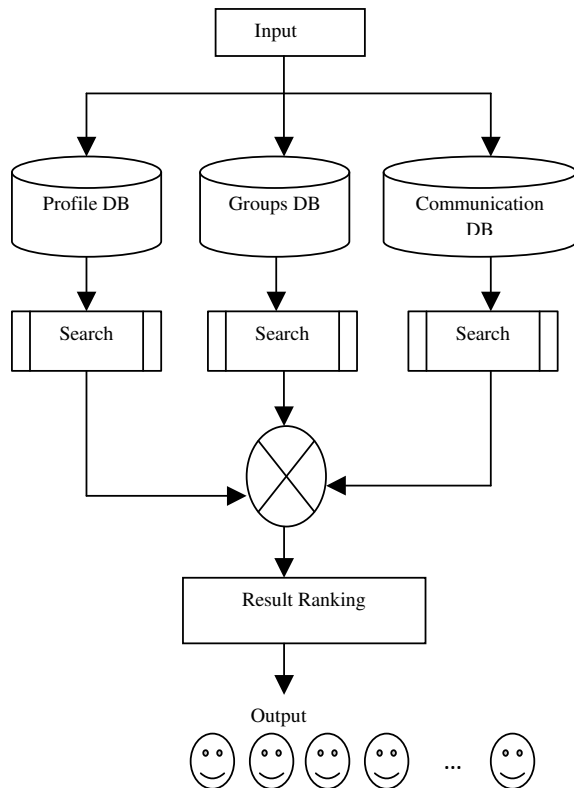 Input
Profile DB
Groups DB
Communication
DB
Search
Search
Search
Result Ranking
Output
...